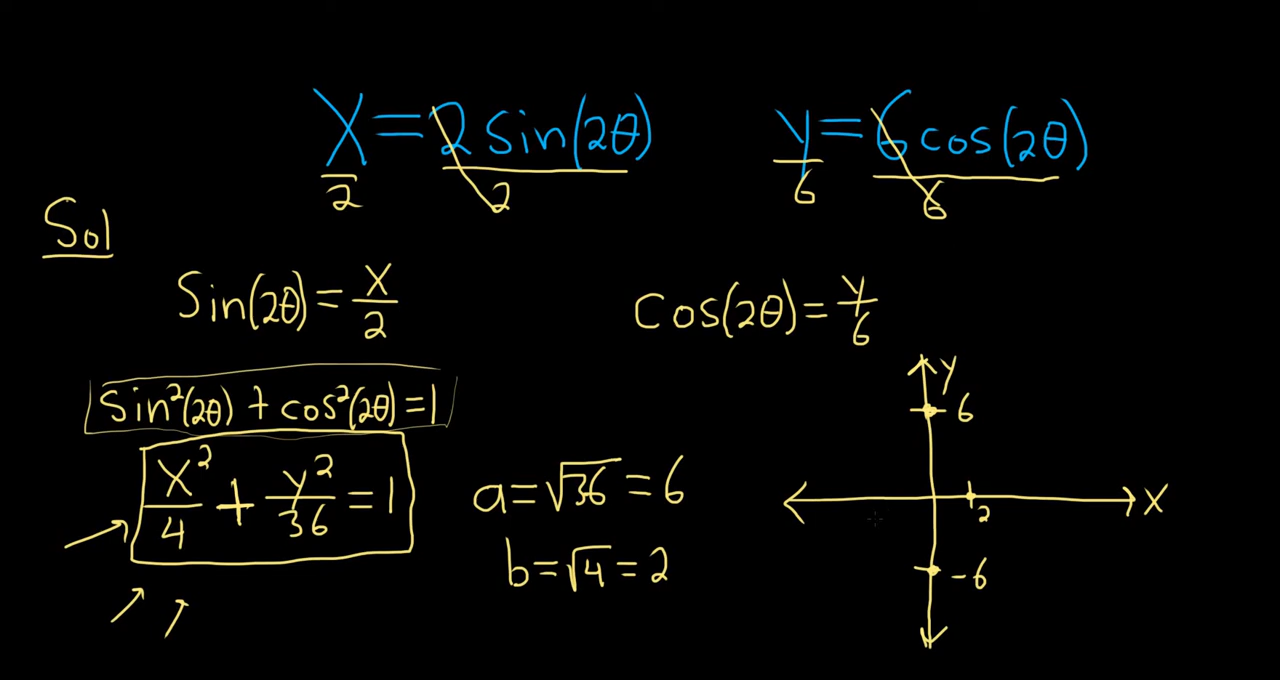 X = 2 sin(2θ)   y = 6 cos(2θ)
2   2   6   6
Sol
Sin(2θ) = X/2   Cos(2θ) = y/6
Sin²(2θ) + cos²(2θ) = 1
X²/4 + y²/36 = 1
a = √36 = 6
b = √4 = 2
y
6
X
2
-6